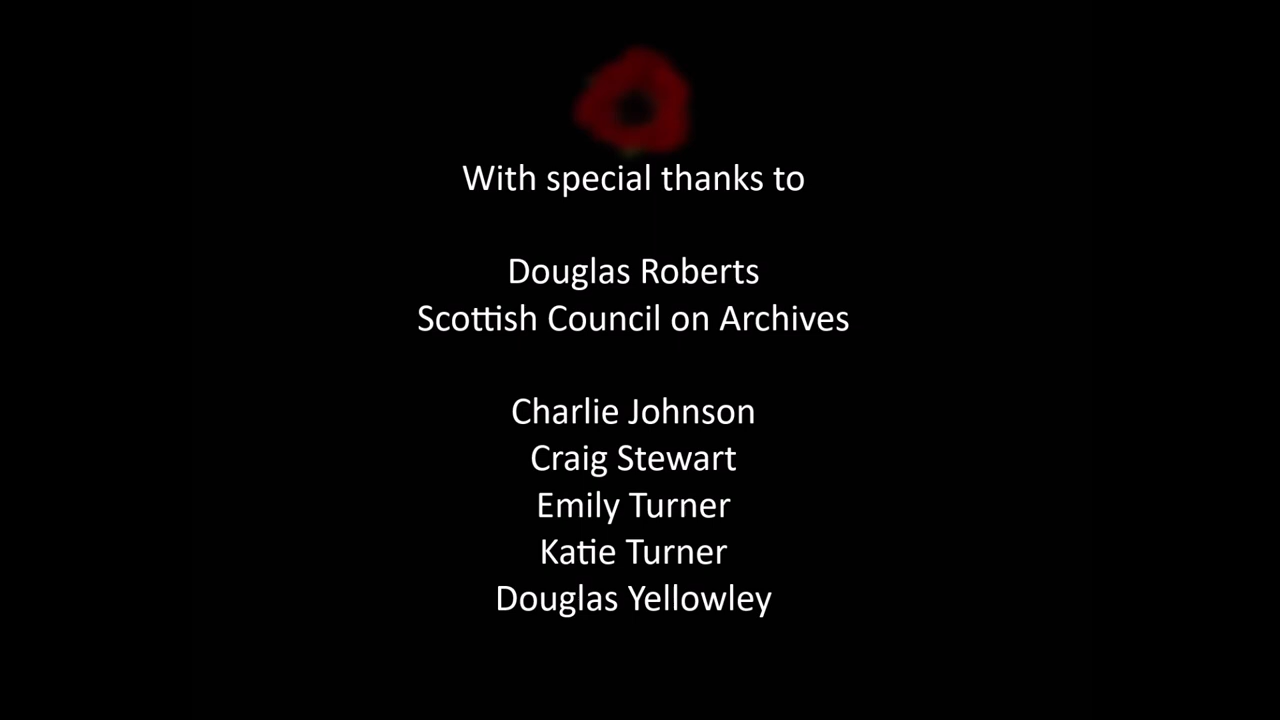 With special thanks to
Douglas Roberts
Scottish Council on Archives
Charlie Johnson
Craig Stewart
Emily Turner
Katie Turner
Douglas Yellowley